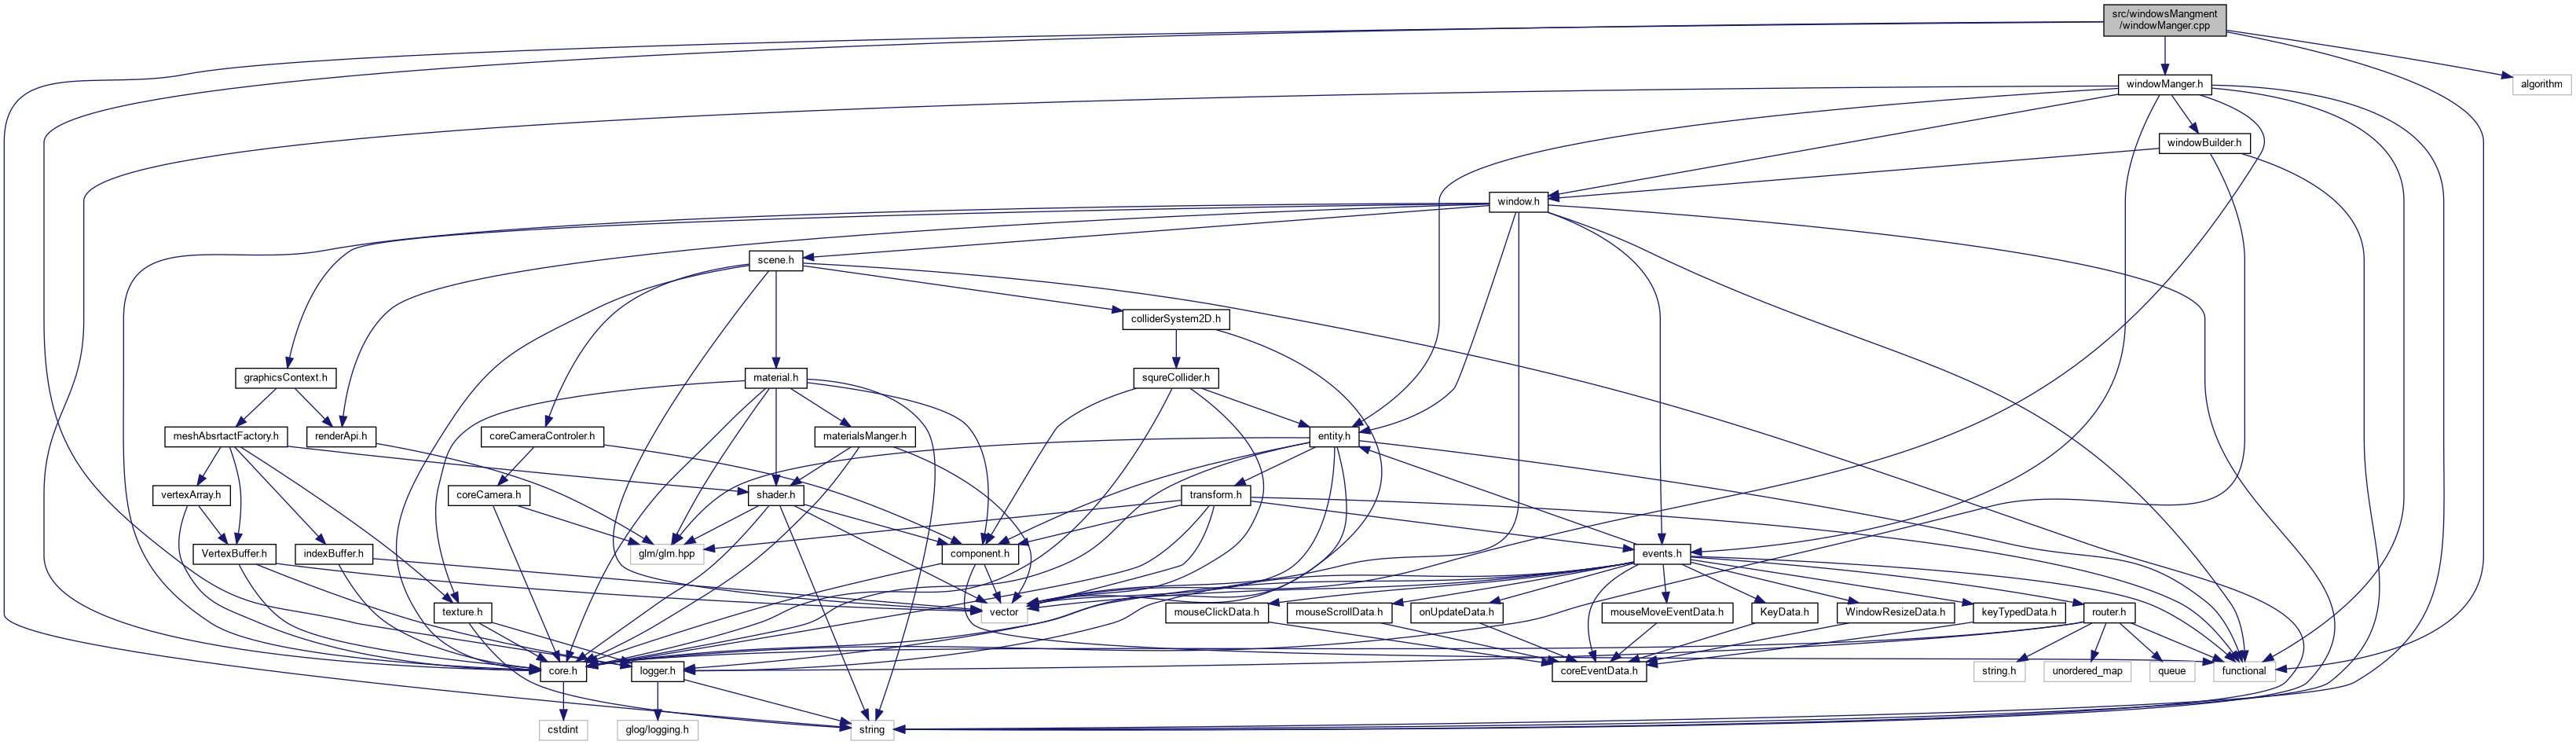 src/windowsMangment
/windowManger.cpp
windowManger.h
algorithm
windowBuilder.h
window.h
scene.h
colliderSystem2D.h
graphicsContext.h
material.h
squreCollider.h
meshAbsrtactFactory.h
renderApi.h
coreCameraControler.h
materialsManger.h
entity.h
vertexArray.h
coreCamera.h
shader.h
transform.h
VertexBuffer.h
indexBuffer.h
glm/glm.hpp
component.h
events.h
texture.h
vector
mouseClickData.h
mouseScrollData.h
onUpdateData.h
mouseMoveEventData.h
KeyData.h
WindowResizeData.h
keyTypedData.h
router.h
core.h
logger.h
coreEventData.h
string.h
unordered_map
queue
functional
cstdint
glog/logging.h
string